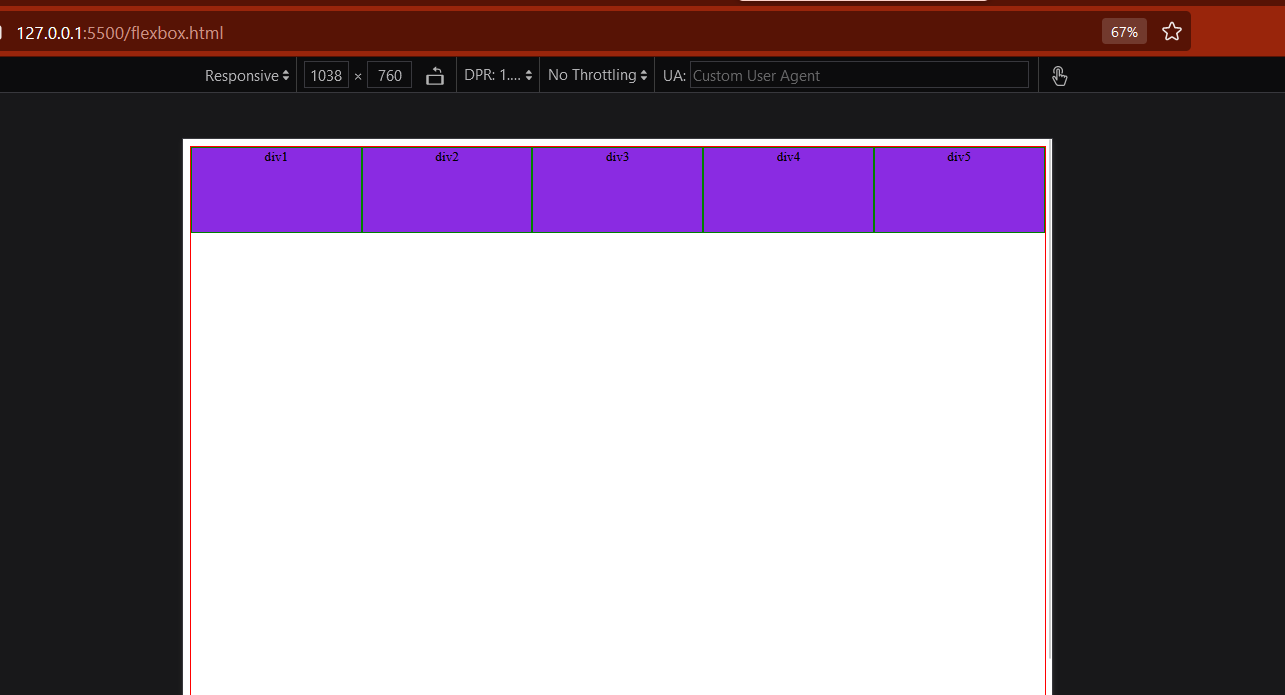 127.0.0.1:5500/flexbox.html 67%
Responsive 1038 × 760 DPR: 1.... No Throttling UA: Custom User Agent
div1 div2 div3 div4 div5